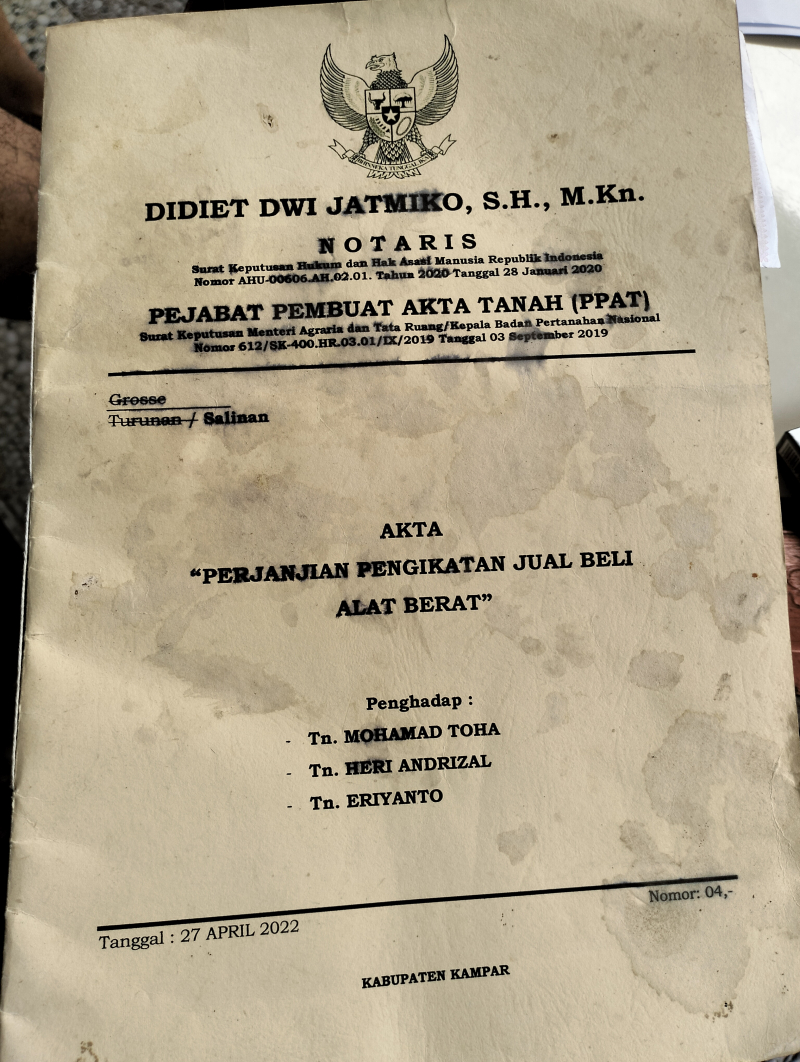 BHINNEKA TUNGGAL IKA
DIDIET DWI JATMIKO, S.H., M.Kn.
NOTARIS
Surat Keputusan Hukum dan Hak Asasi Manusia Republik Indonesia
Nomor AHU-00606.AH.02.01. Tahun 2020 Tanggal 28 Januari 2020
PEJABAT PEMBUAT AKTA TANAH (PPAT)
Surat Keputusan Menteri Agraria dan Tata Ruang/Kepala Badan Pertanahan Nasional
Nomor 612/SK-400.HR.03.01/IX/2019 Tanggal 03 September 2019
Grosse
Turunan / Salinan
AKTA
“PERJANJIAN PENGIKATAN JUAL BELI
ALAT BERAT”
Penghadap :
- Tn. MOHAMAD TOHA
- Tn. HERI ANDRIZAL
- Tn. ERIYANTO
Nomor: 04,-
Tanggal : 27 APRIL 2022
KABUPATEN KAMPAR